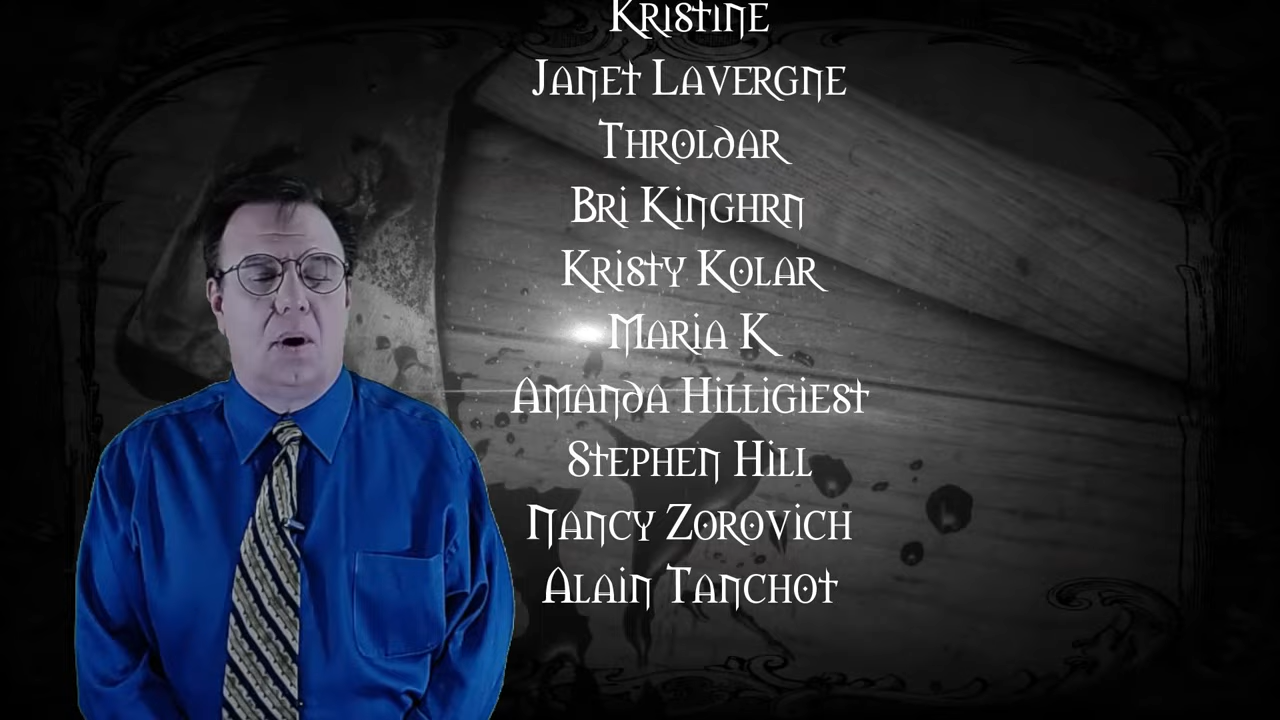 Kristine
Janet Lavergne
Throldar
Bri Kinghrn
Kristy Kolar
Maria K
Amanda Hilligiest
Stephen Hill
Nancy Zorovich
Alain Tanchot